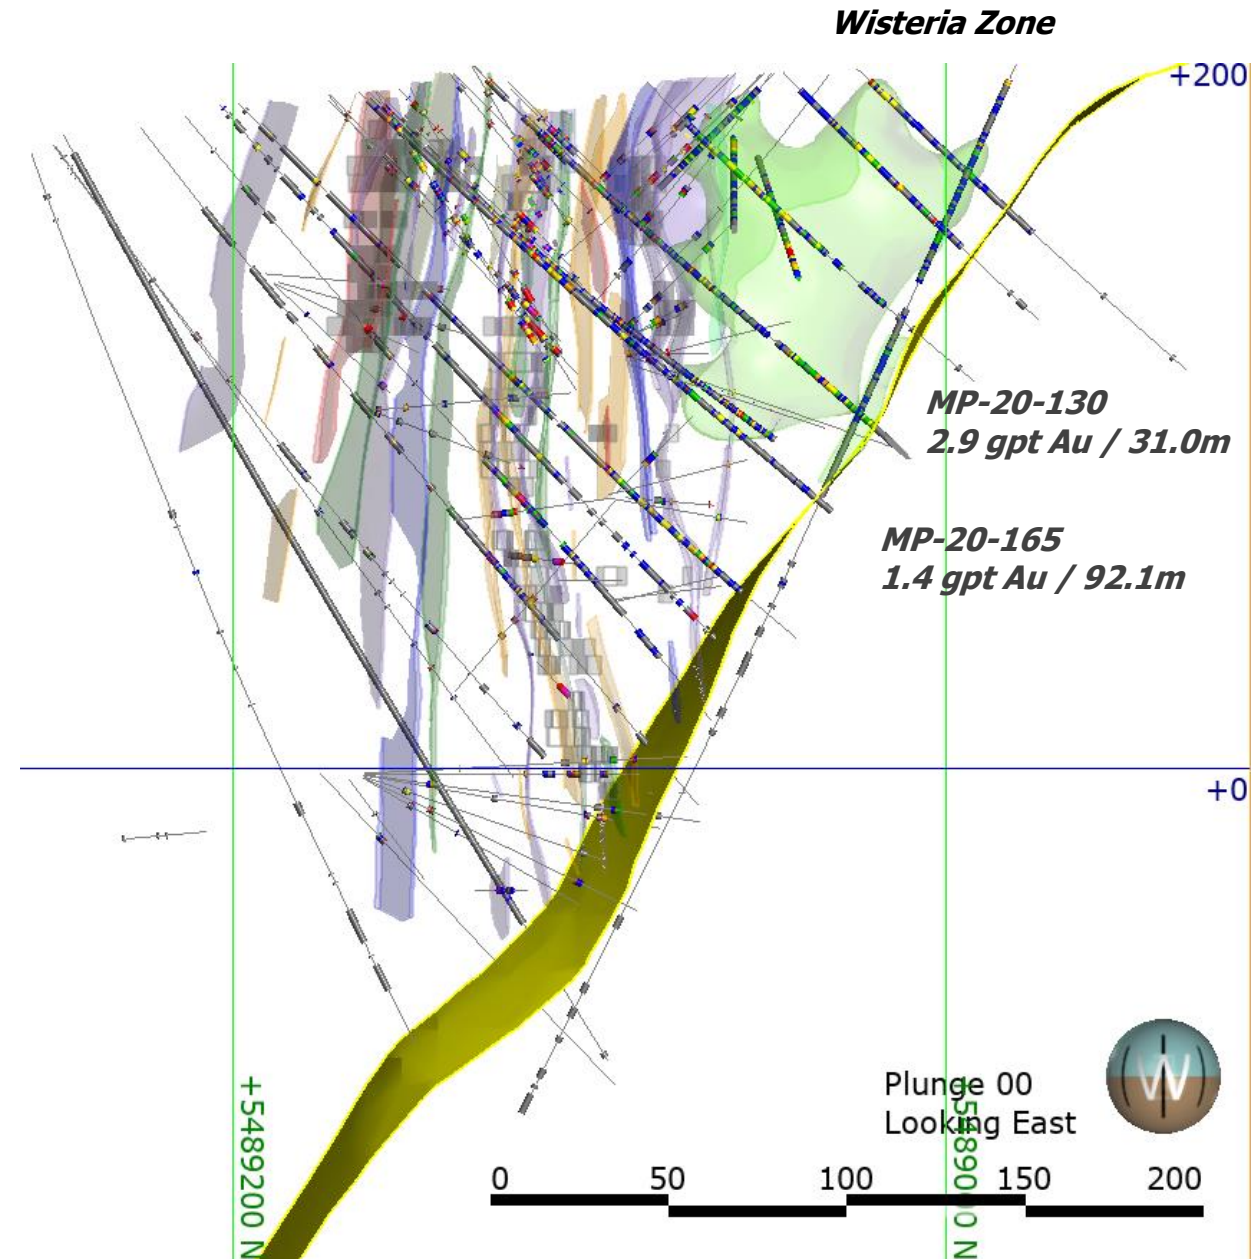 Wisteria Zone
+200
MP-20-130
2.9 gpt Au / 31.0m
MP-20-165
1.4 gpt Au / 92.1m
+0
+5489200 N
+5489000 N
Plunge 00
Looking East
W
0 50 100 150 200